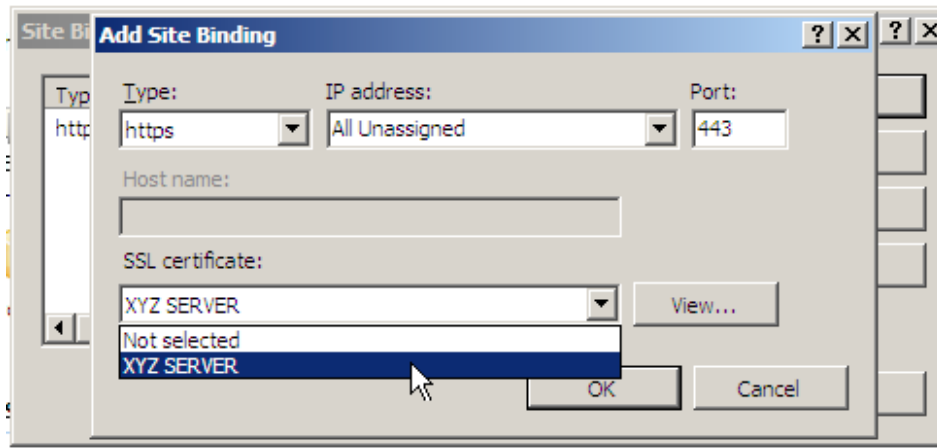 Site Bi
Add Site Binding
Typ
http
Type:
IP address:
Port:
https
All Unassigned
443
Host name:
SSL certificate:
XYZ SERVER
View...
Not selected
XYZ SERVER
OK
Cancel